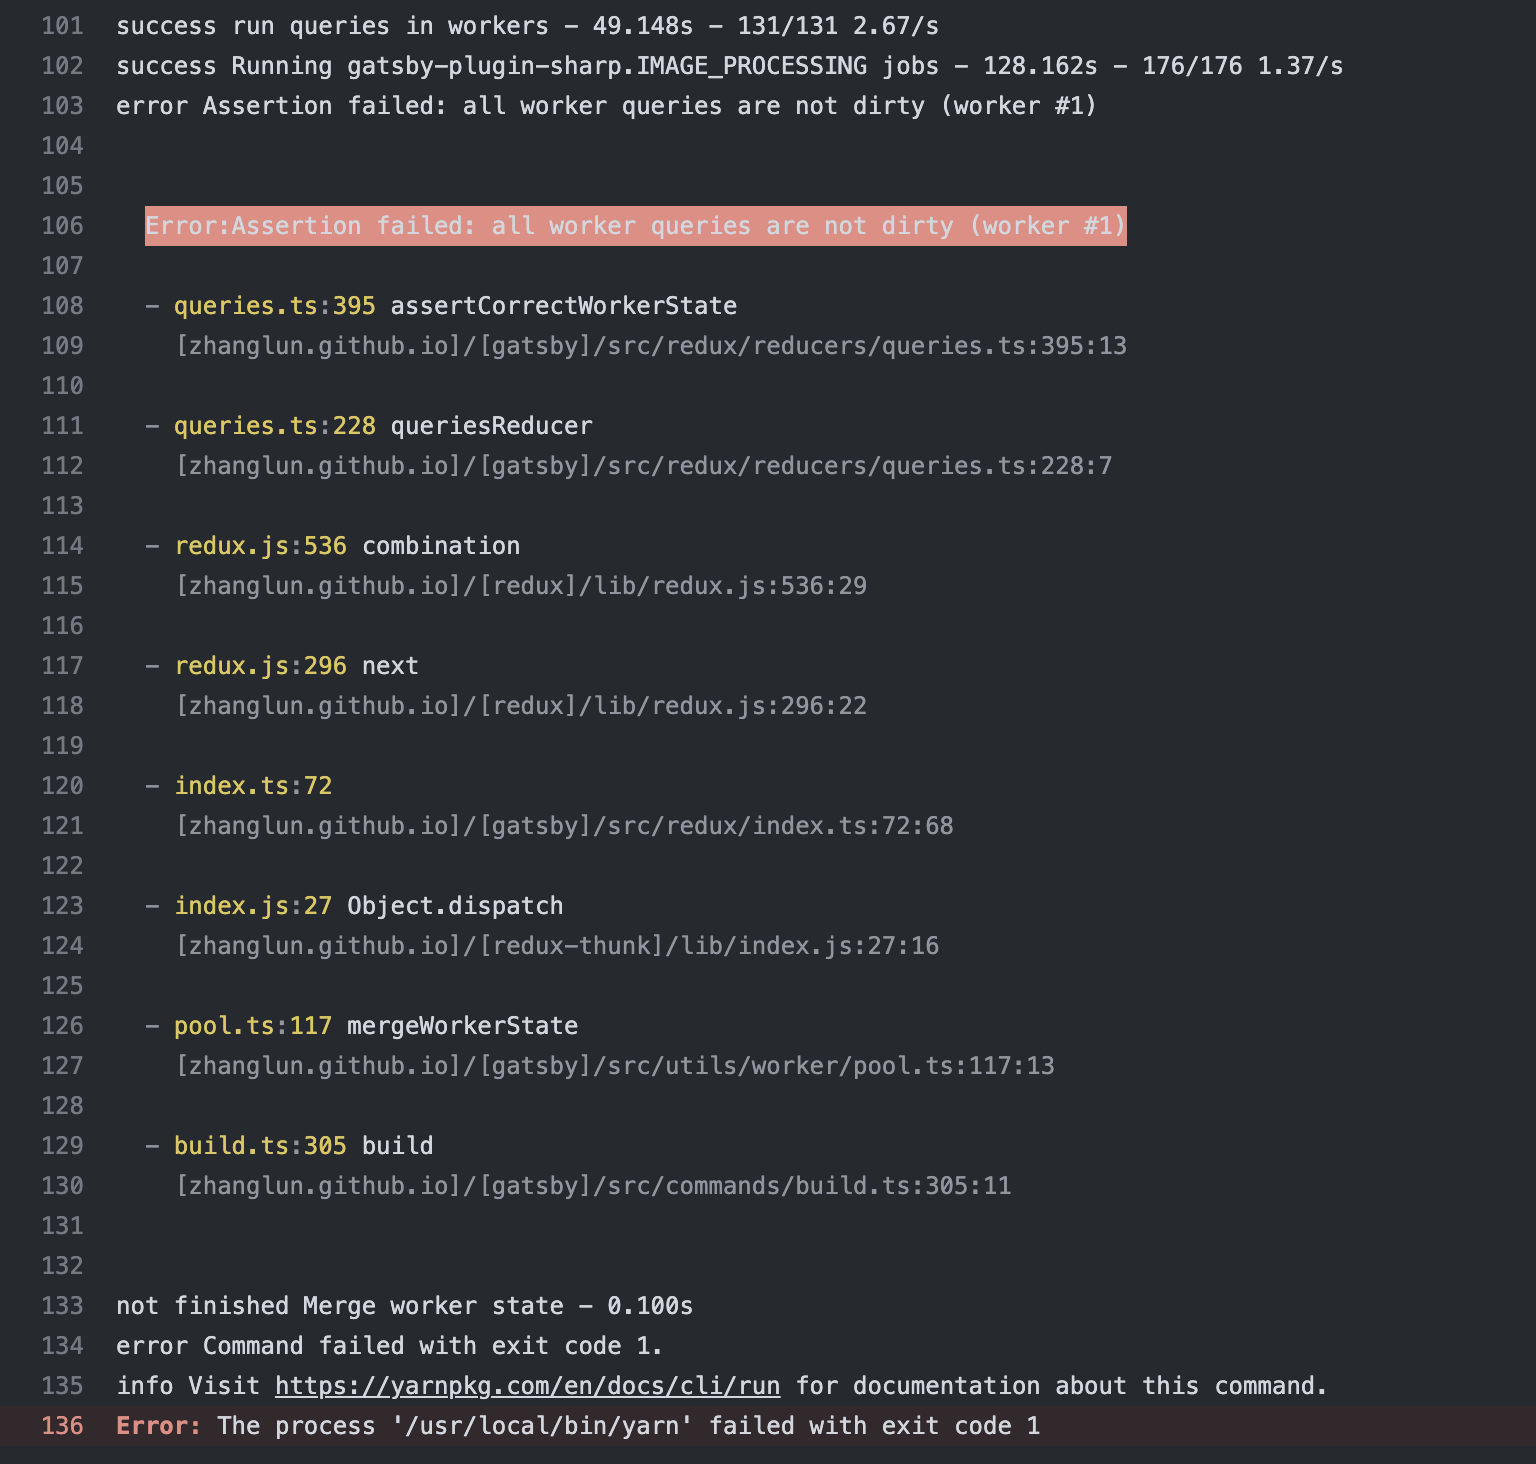 101 success run queries in workers - 49.148s - 131/131 2.67/s
102 success Running gatsby-plugin-sharp.IMAGE_PROCESSING jobs - 128.162s - 176/176 1.37/s
103 error Assertion failed: all worker queries are not dirty (worker #1)
104
105
106 Error:Assertion failed: all worker queries are not dirty (worker #1)
107
108 - queries.ts:395 assertCorrectWorkerState
109 [zhanglun.github.io]/[gatsby]/src/redux/reducers/queries.ts:395:13
110
111 - queries.ts:228 queriesReducer
112 [zhanglun.github.io]/[gatsby]/src/redux/reducers/queries.ts:228:7
113
114 - redux.js:536 combination
115 [zhanglun.github.io]/[redux]/lib/redux.js:536:29
116
117 - redux.js:296 next
118 [zhanglun.github.io]/[redux]/lib/redux.js:296:22
119
120 - index.ts:72
121 [zhanglun.github.io]/[gatsby]/src/redux/index.ts:72:68
122
123 - index.js:27 Object.dispatch
124 [zhanglun.github.io]/[redux-thunk]/lib/index.js:27:16
125
126 - pool.ts:117 mergeWorkerState
127 [zhanglun.github.io]/[gatsby]/src/utils/worker/pool.ts:117:13
128
129 - build.ts:305 build
130 [zhanglun.github.io]/[gatsby]/src/commands/build.ts:305:11
131
132
133 not finished Merge worker state - 0.100s
134 error Command failed with exit code 1.
135 info Visit https://yarnpkg.com/en/docs/cli/run for documentation about this command.
136 Error: The process '/usr/local/bin/yarn' failed with exit code 1